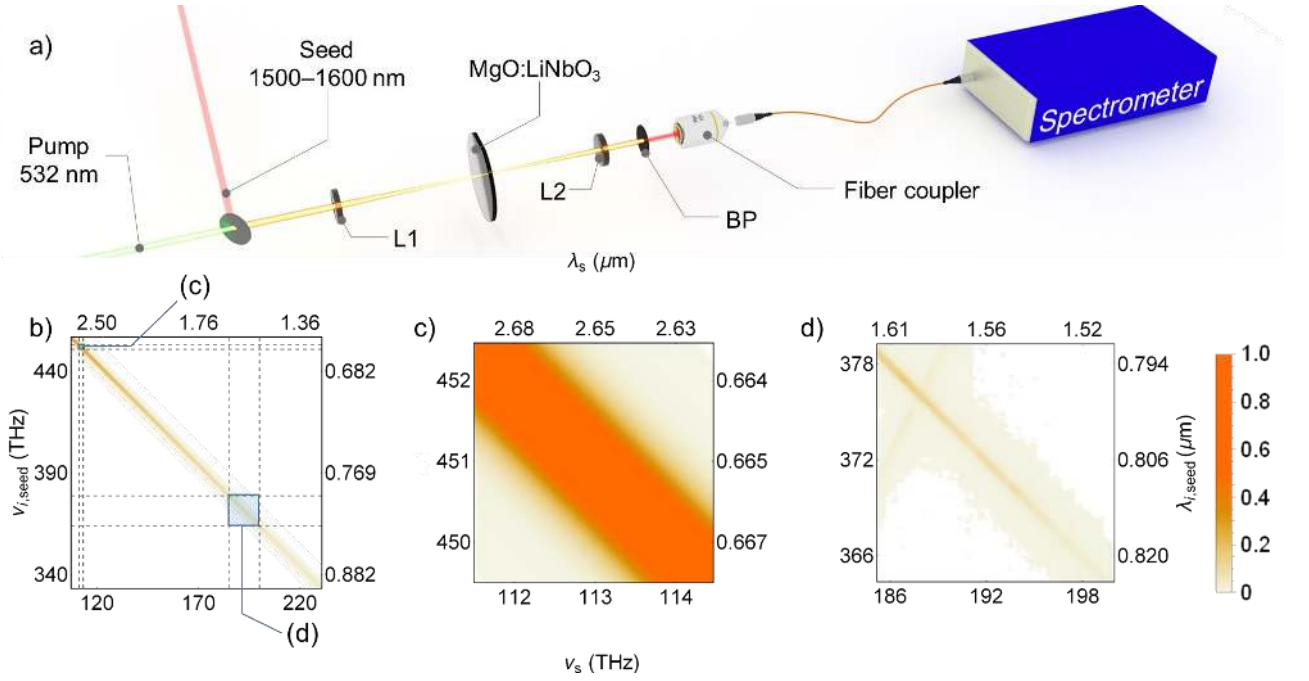 a)
Seed
1500–1600 nm
MgO:LiNbO₃
Spectrometer
Pump
532 nm
L1
L2
BP
Fiber coupler
λs (μm)
(c)
b)
2.50 1.76 1.36
440
390
340
0.682
0.769
0.882
120 170 220
(d)
νi,seed (THz)
c)
2.68 2.65 2.63
452
451
450
0.664
0.665
0.667
112 113 114
νs (THz)
d)
1.61 1.56 1.52
378
372
366
0.794
0.806
0.820
186 192 198
λi,seed (μm)
1.0
0.8
0.6
0.4
0.2
0